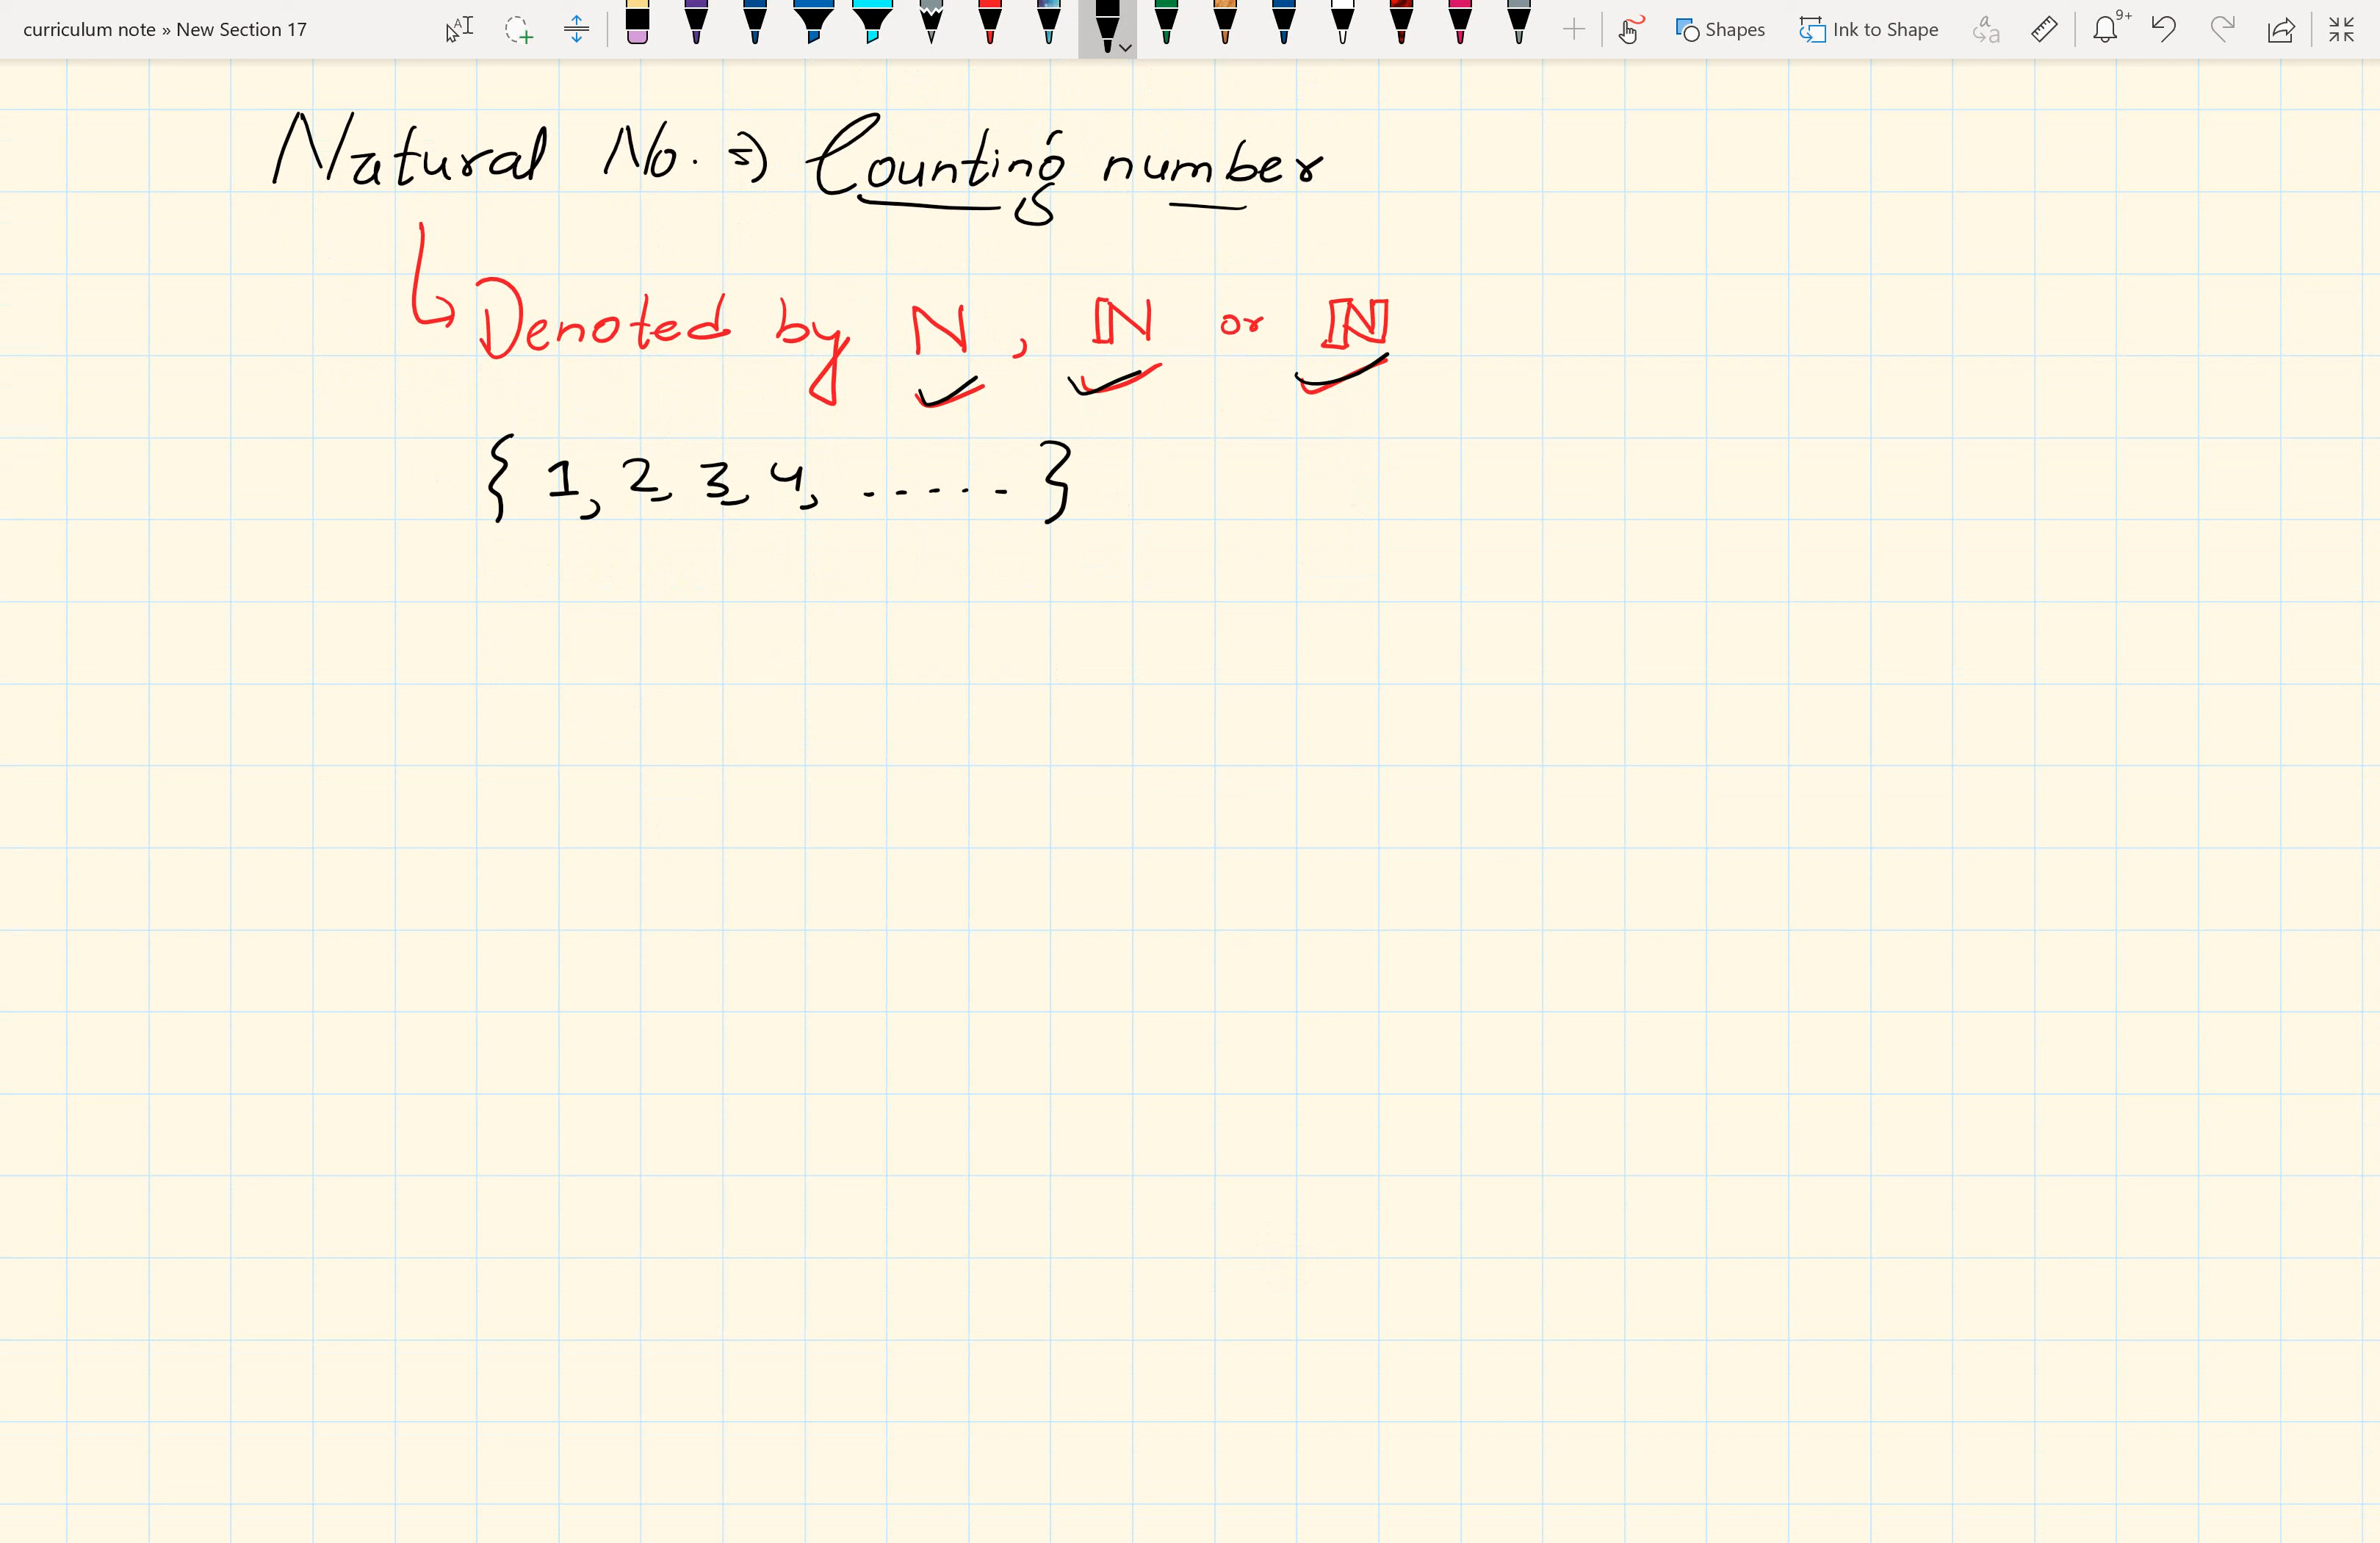 curriculum note » New Section 17
Shapes
Ink to Shape
9+
Natural No. ⇒ Counting number
Denoted by N, ℕ or ℕ
{ 1, 2, 3, 4, ..... }